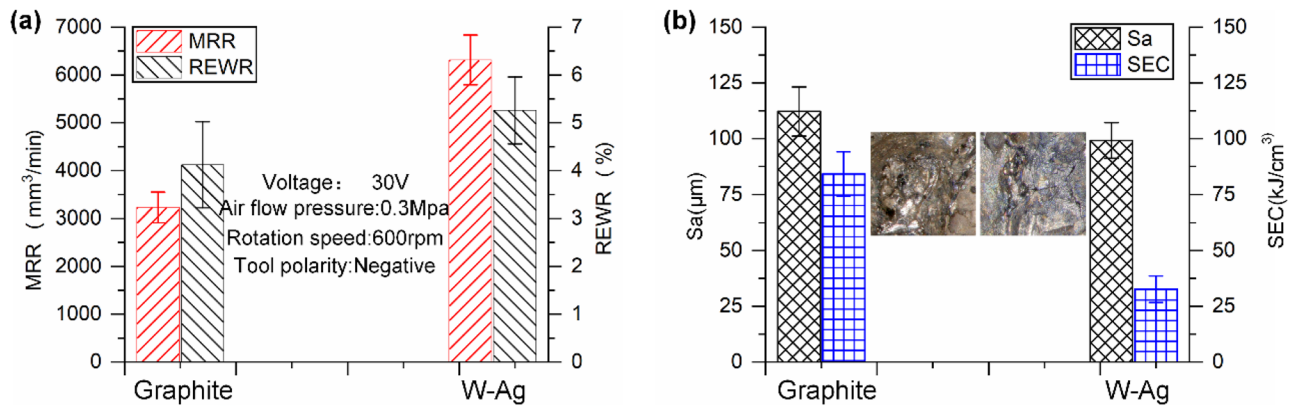 (a)
7000
6000
5000
4000
3000
2000
1000
0
MRR （mm³/min）
MRR
REWR
Voltage： 30V
Air flow pressure:0.3Mpa
Rotation speed:600rpm
Tool polarity:Negative
7
6
5
4
3
2
1
0
REWR （%）
Graphite
W-Ag
(b)
150
125
100
75
50
25
0
Sa(μm)
Sa
SEC
150
125
100
75
50
25
0
SEC(kJ/cm³)
Graphite
W-Ag